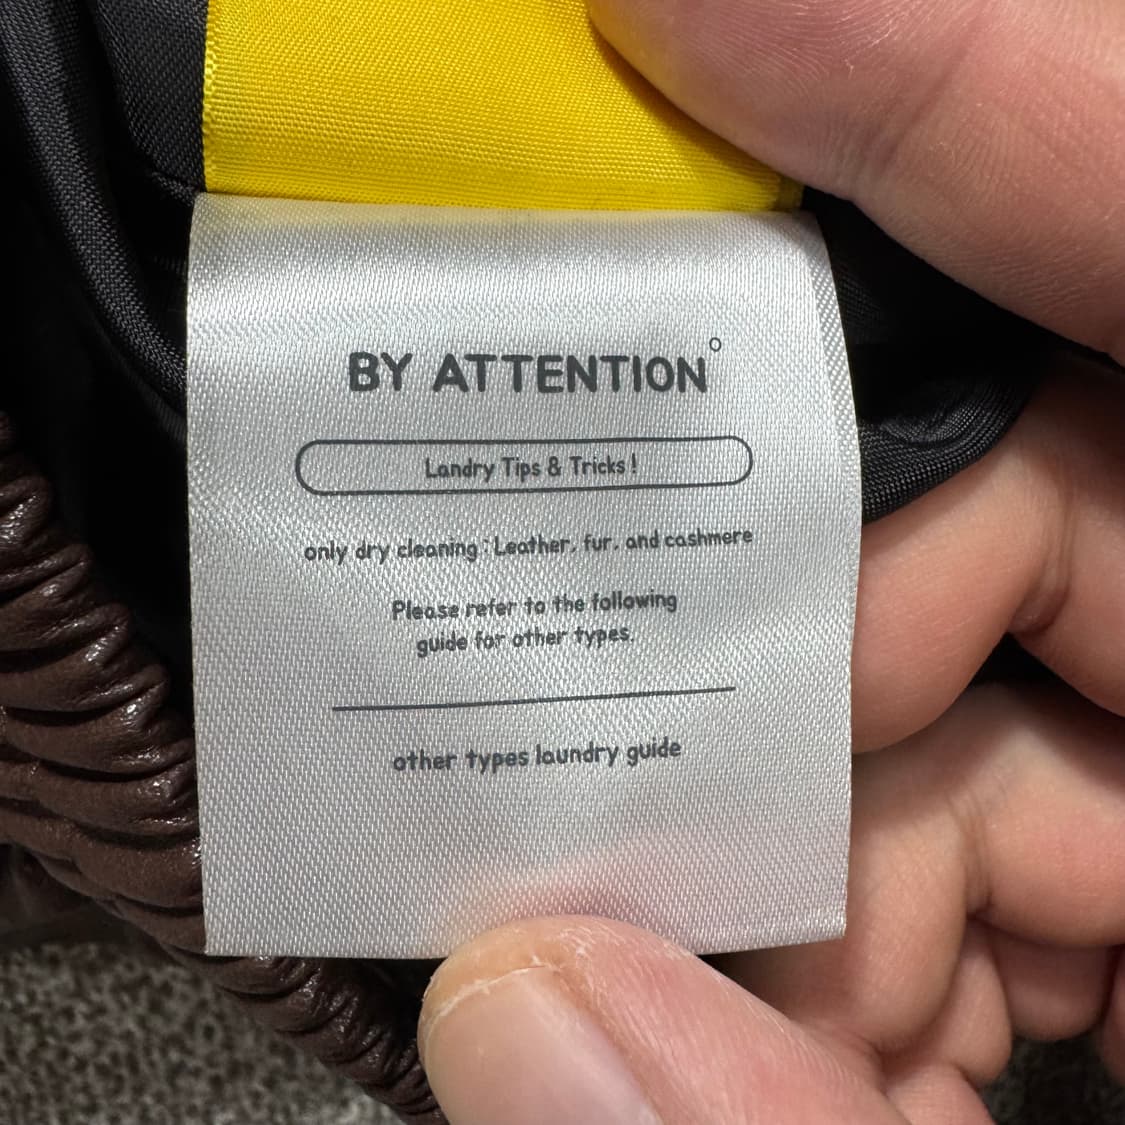 BY ATTENTION°
Landry Tips & Tricks!
only dry cleaning : Leather, fur, and cashmere
Please refer to the following
guide for other types.
other types laundry guide